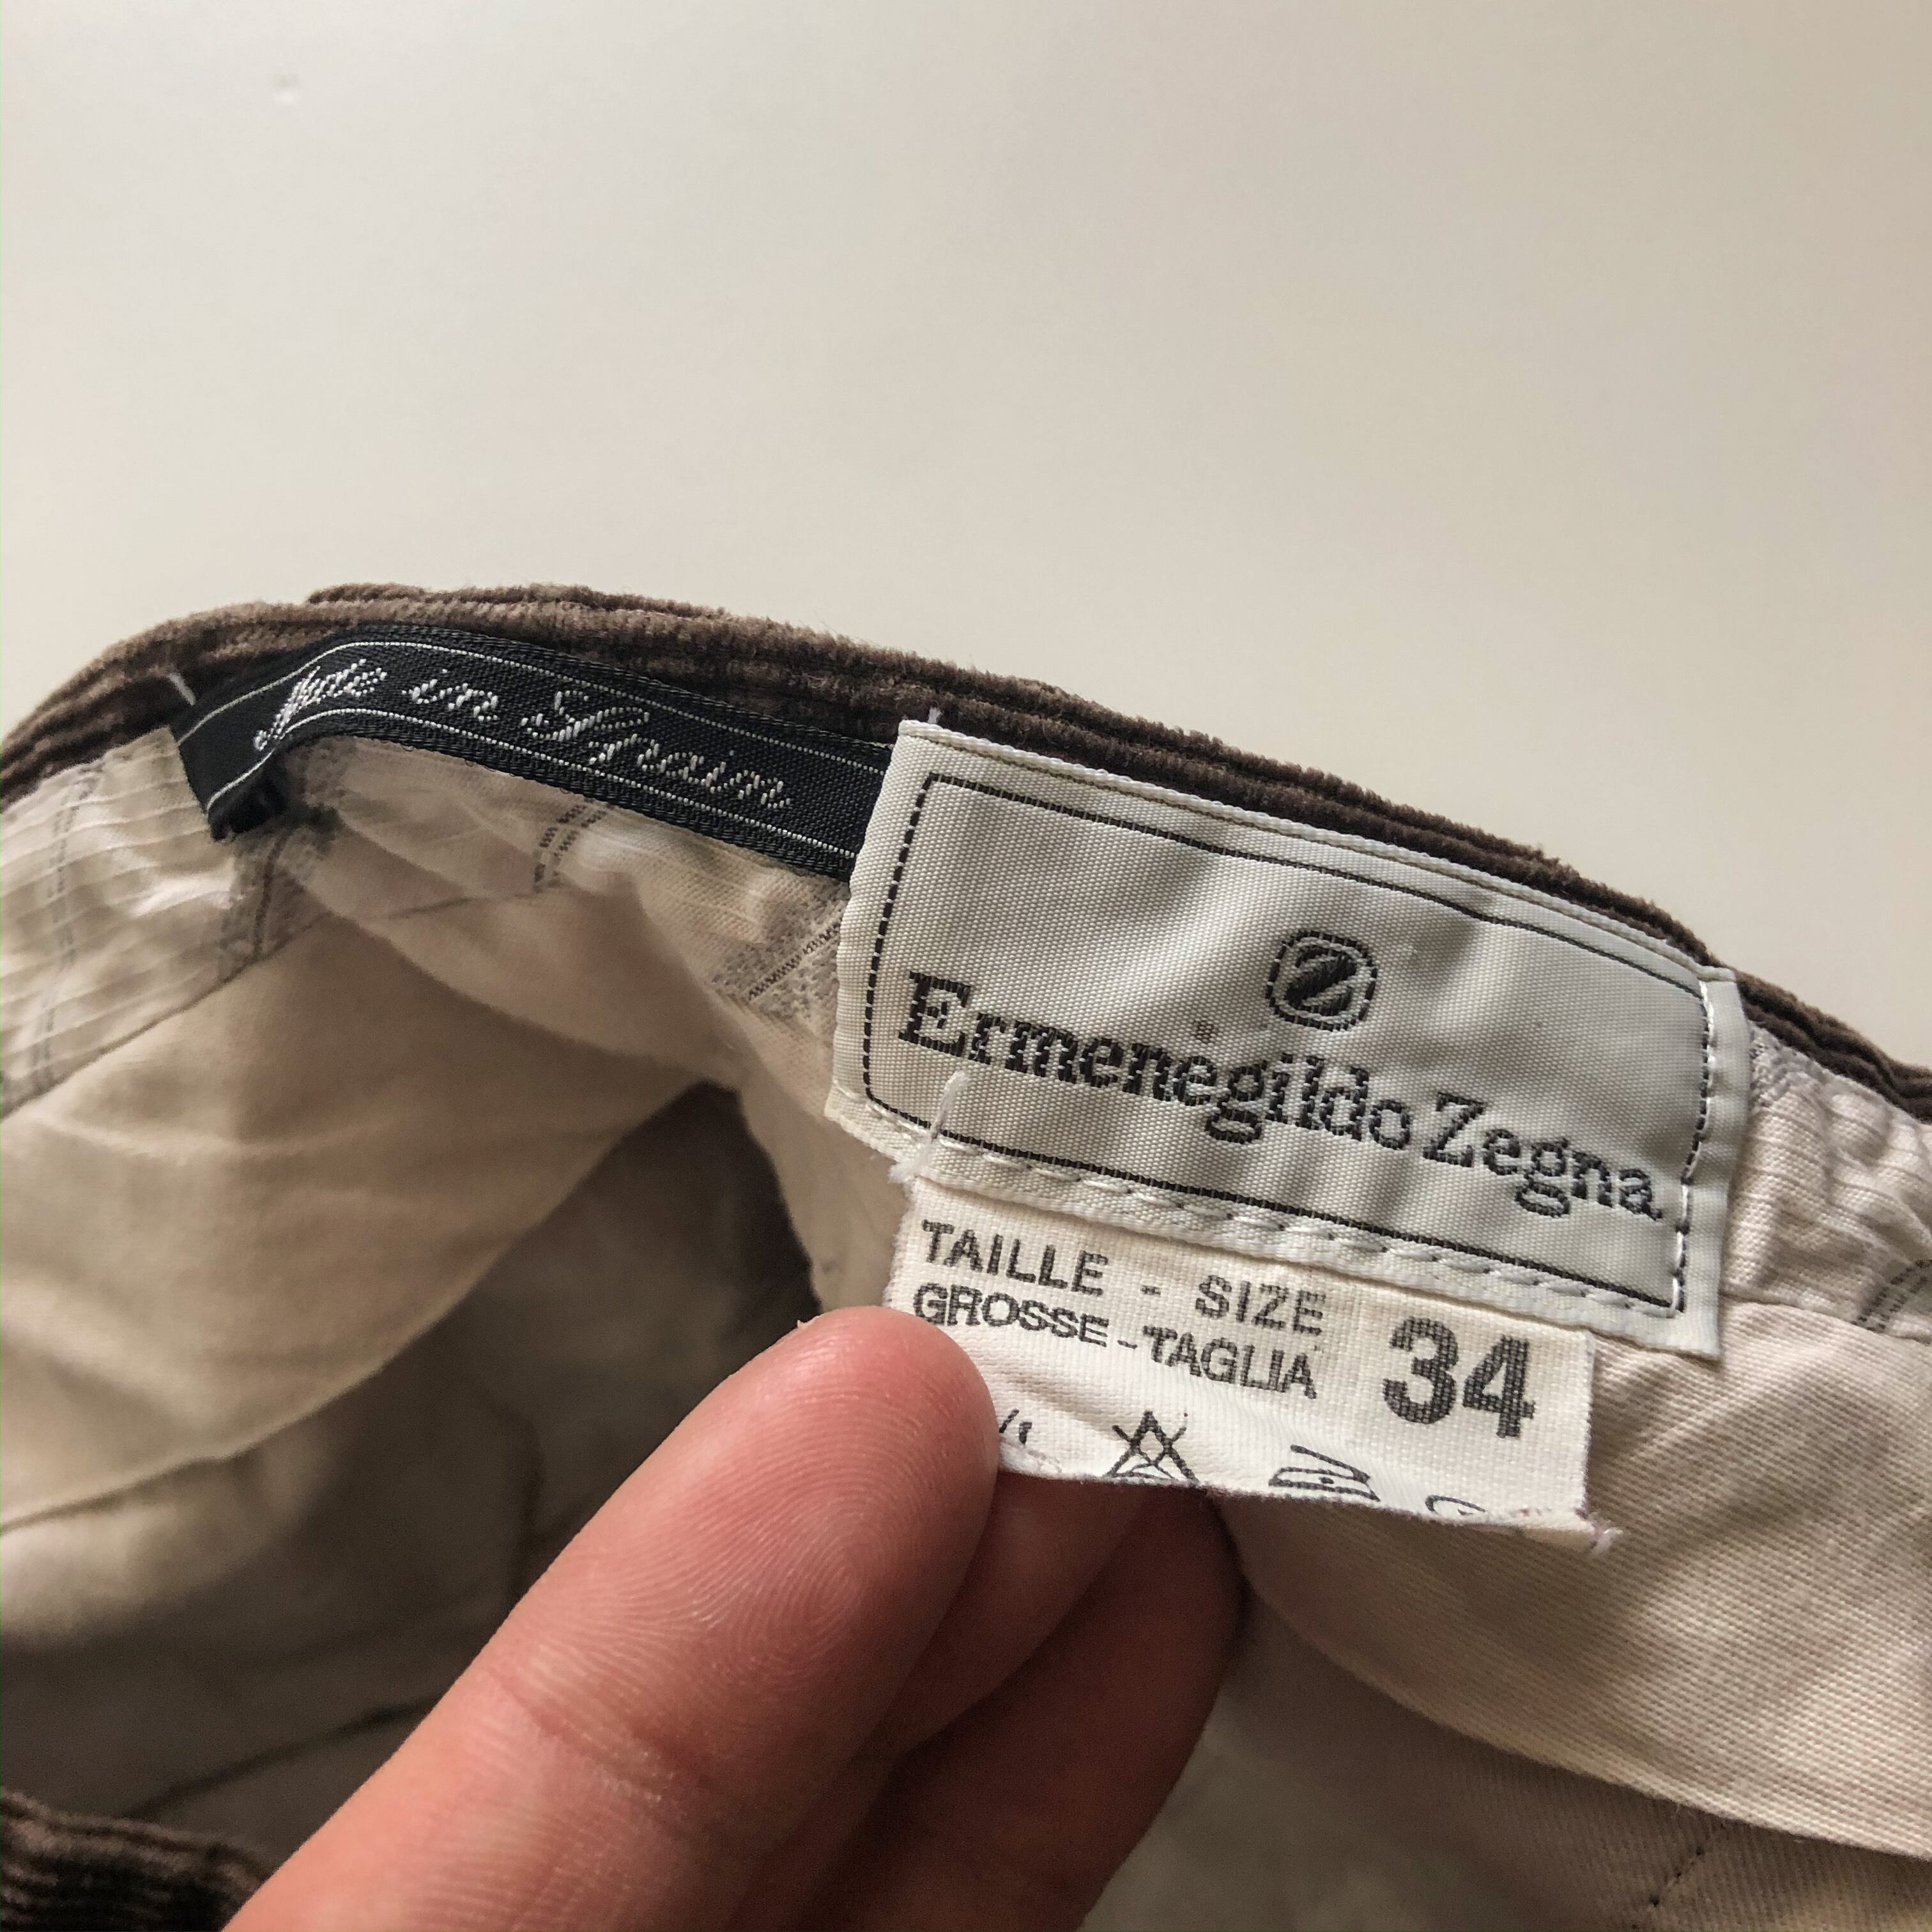 Made in Spain
Z
Ermenegildo Zegna
TAILLE - SIZE
GROSSE - TAGLIA
34